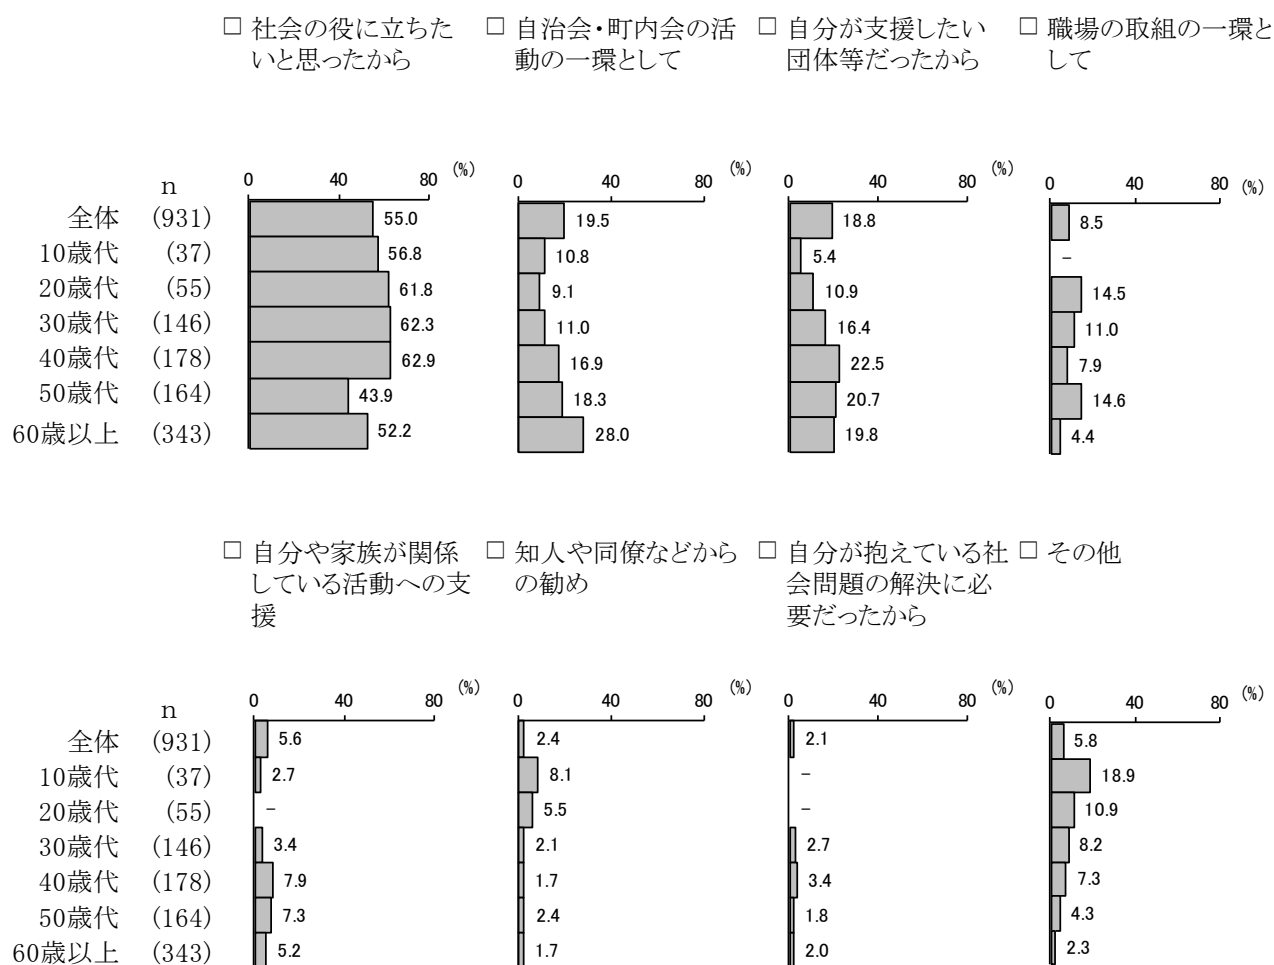 □ 社会の役に立ちた □ 自治会・町内会の活 □ 自分が支援したい □ 職場の取組の一環と
いと思ったから 動の一環として 団体等だったから して
0 40 80 (%) 0 80 (%) 0 40 80 (%) 0 40 80 (%)
n
全体 (931) 55.0 19.5 18.8 8.5
10歳代 (37) 56.8 10.8 5.4 -
20歳代 (55) 61.8 9.1 10.9 14.5
30歳代 (146) 62.3 11.0 16.4 11.0
40歳代 (178) 62.9 16.9 22.5 7.9
50歳代 (164) 43.9 18.3 20.7 14.6
60歳以上 (343) 52.2 28.0 19.8 4.4
□ 自分や家族が関係 □ 知人や同僚などから □ 自分が抱えている社 □ その他
している活動への支 の勧め 会問題の解決に必
援 要だったから
0 40 80 (%) 0 80 (%) 0 40 80 (%) 0 40 80 (%)
n
全体 (931) 5.6 2.4 2.1 5.8
10歳代 (37) 2.7 8.1 - 18.9
20歳代 (55) - 5.5 - 10.9
30歳代 (146) 3.4 2.1 2.7 8.2
40歳代 (178) 7.9 1.7 3.4 7.3
50歳代 (164) 7.3 2.4 1.8 4.3
60歳以上 (343) 5.2 1.7 2.0 2.3